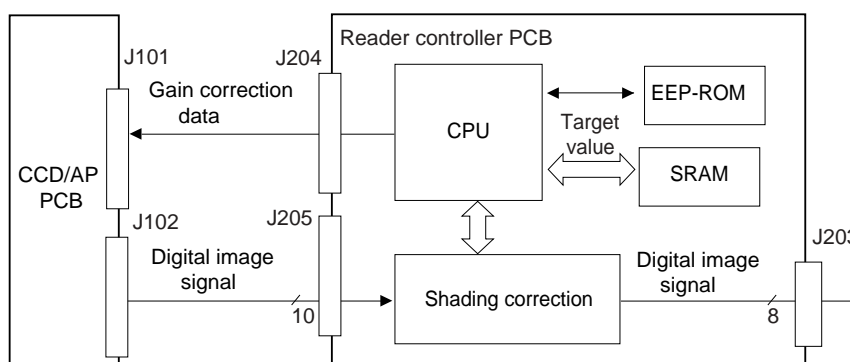 Reader controller PCB
J101
J204
Gain correction
data
CPU
EEP-ROM
Target
value
SRAM
CCD/AP
PCB
J102
J205
J203
Digital image
signal
10
Shading correction
Digital image
signal
8